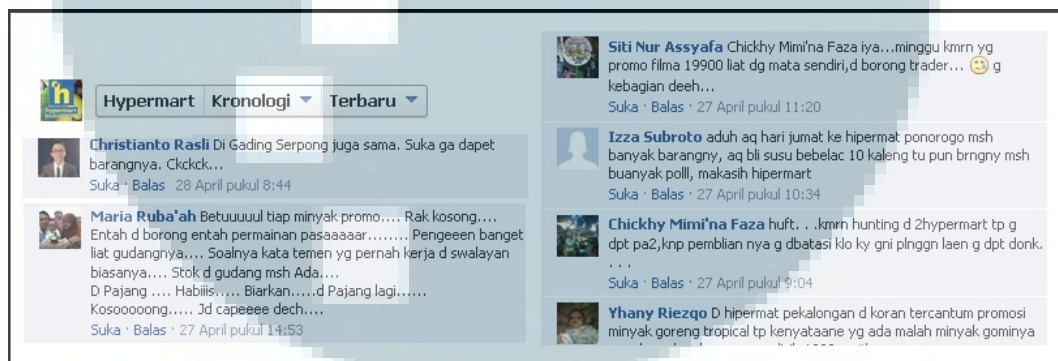 Hypermart Kronologi Terbaru
Christianto Rasli Di Gading Serpong juga sama. Suka ga dapet
barangnya. Ckckck...
Suka · Balas 28 April pukul 8:44
Maria Ruba'ah Betuuuuul tiap minyak promo.... Rak kosong....
Entah d borong entah permainan pasaaaaar........ Pengeeen banget
liat gudangnya.... Soalnya kata temen yg pernah kerja d swalayan
biasanya.... Stok d gudang msh Ada....
D Pajang .... Habiiis..... Biarkan.....d Pajang lagi......
Kosooooong..... Jd capeeee dech....
Suka · Balas · 27 April pukul 14:53
Siti Nur Assyafa Chickhy Mimi'na Faza iya...minggu kmrn yg
promo filma 19900 liat dg mata sendiri,d borong trader... g
kebagian deeh...
Suka · Balas · 27 April pukul 11:20
Izza Subroto aduh aq hari jumat ke hipermat ponorogo msh
banyak barangny, aq bli susu bebelac 10 kaleng tu pun brngny msh
buanyak polll, makasih hipermart
Suka · Balas · 27 April pukul 10:34
Chickhy Mimi'na Faza huft. . .kmrn hunting d 2hypermart tp g
dpt pa2,knp pemblian nya g dbatasi klo ky gni plnggn laen g dpt donk.
. . .
Suka · Balas · 27 April pukul 9:04
Yhany Riezqo D hipermat pekalongan d koran tercantum promosi
minyak goreng tropical tp kenyataane yg ada malah minyak gominya